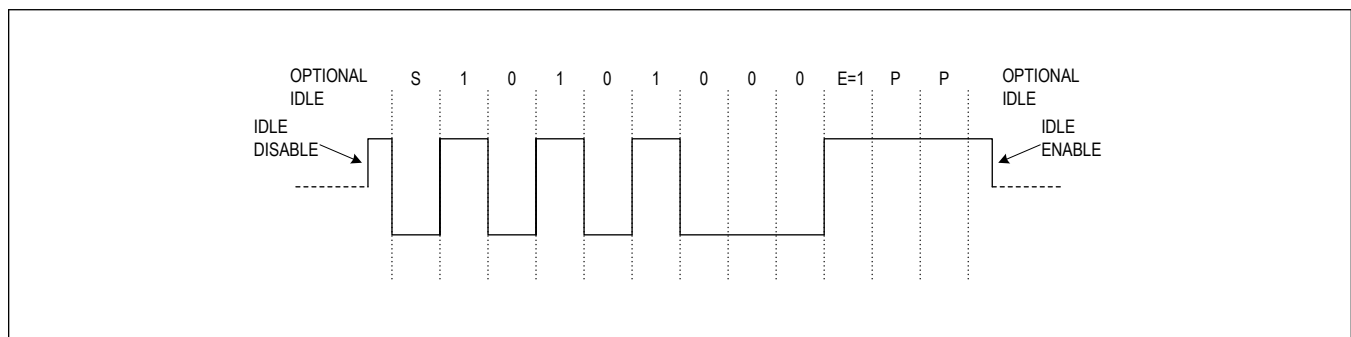 OPTIONAL
IDLE
S 1 0 1 0 1 0 0 0 E=1 P P
OPTIONAL
IDLE
IDLE
DISABLE
IDLE
ENABLE